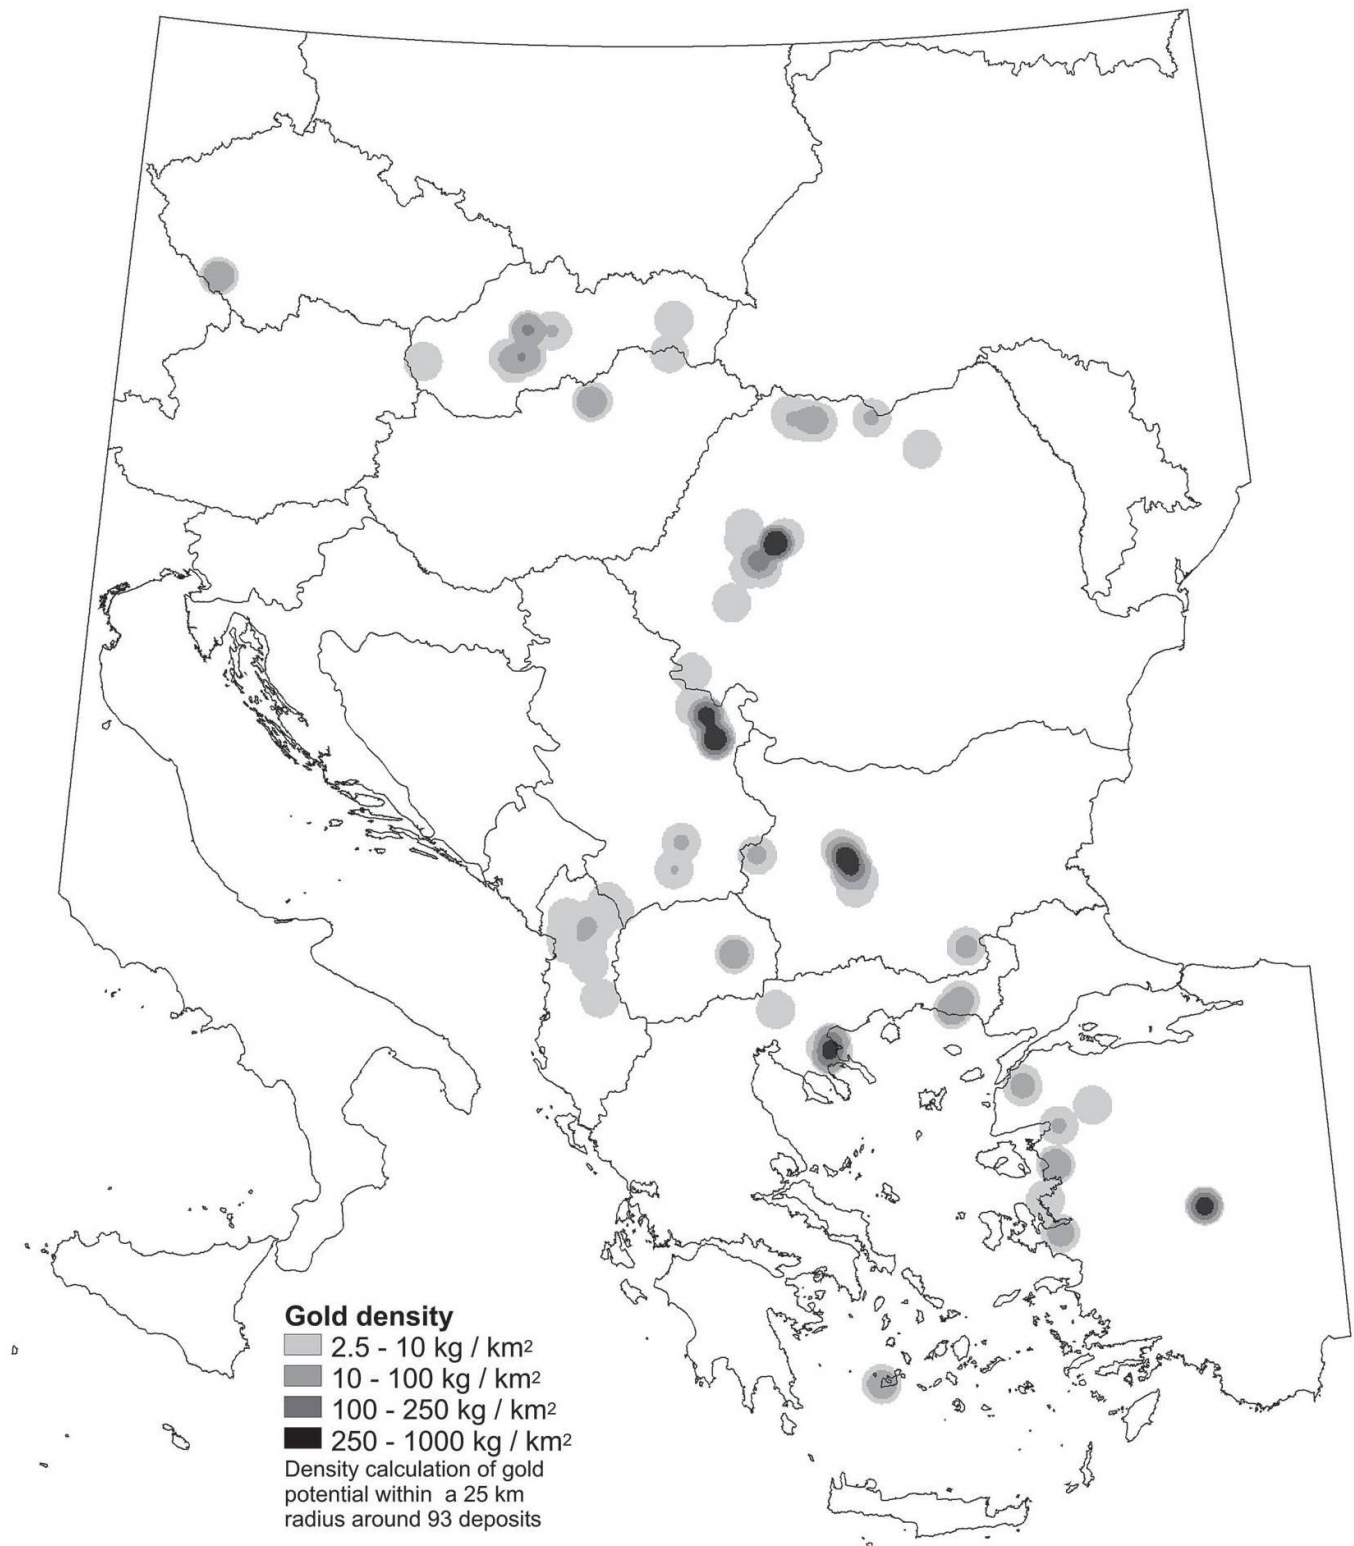 Gold density
2.5 - 10 kg / km²
10 - 100 kg / km²
100 - 250 kg / km²
250 - 1000 kg / km²
Density calculation of gold
potential within a 25 km
radius around 93 deposits